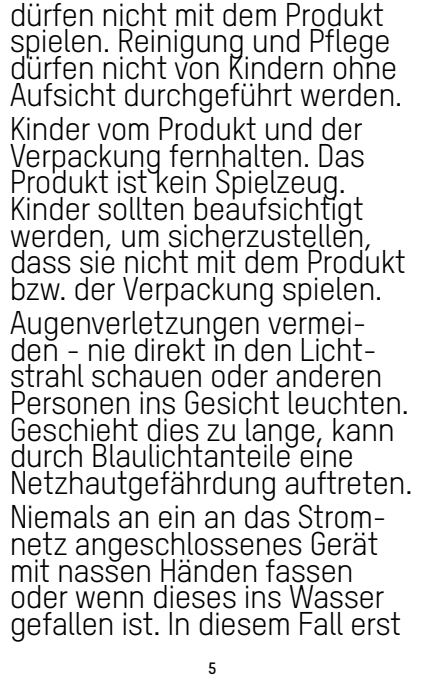 dürfen nicht mit dem Produkt
spielen. Reinigung und Pflege
dürfen nicht von Kindern ohne
Aufsicht durchgeführt werden.
Kinder vom Produkt und der
Verpackung fernhalten. Das
Produkt ist kein Spielzeug.
Kinder sollten beaufsichtigt
werden, um sicherzustellen,
dass sie nicht mit dem Produkt
bzw. der Verpackung spielen.
Augenverletzungen vermei-
den - nie direkt in den Licht-
strahl schauen oder anderen
Personen ins Gesicht leuchten.
Geschieht dies zu lange, kann
durch Blaulichtanteile eine
Netzhautgefährdung auftreten.
Niemals an ein an das Strom-
netz angeschlossenes Gerät
mit nassen Händen fassen
oder wenn dieses ins Wasser
gefallen ist. In diesem Fall erst
5